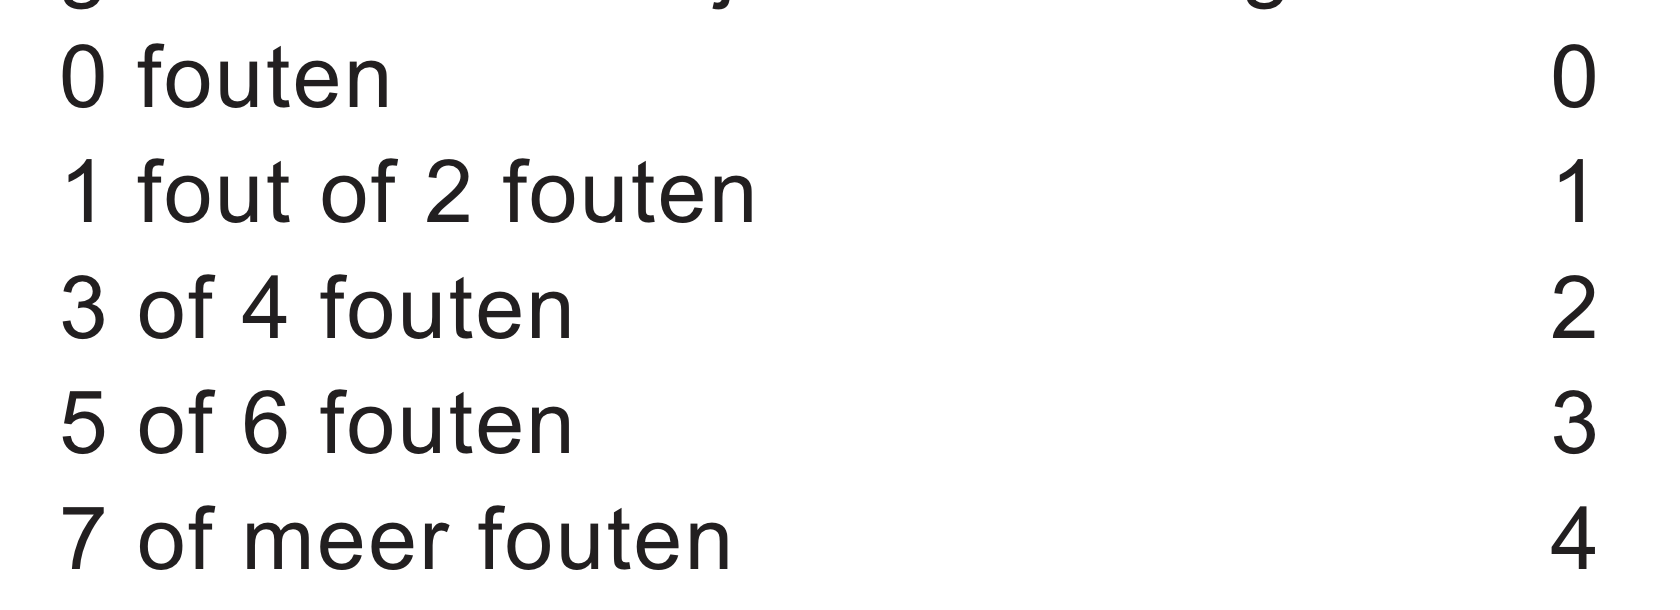 0 fouten 0
1 fout of 2 fouten 1
3 of 4 fouten 2
5 of 6 fouten 3
7 of meer fouten 4